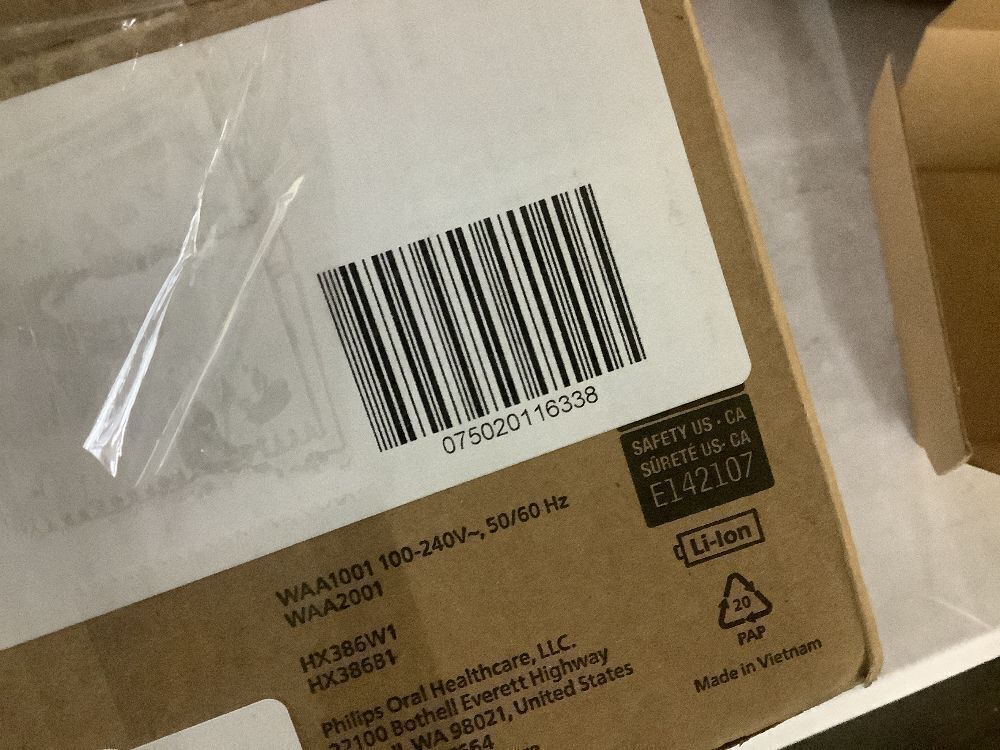 075020116338
SAFETY US · CA
SÛRETÉ US · CA
E142107
WAA1001 100-240V~, 50/60 Hz
WAA2001
Li-Ion
HX386W1
HX386B1
20
PAP
Philips Oral Healthcare, LLC.
22100 Bothell Everett Highway
WA 98021, United States
Made in Vietnam